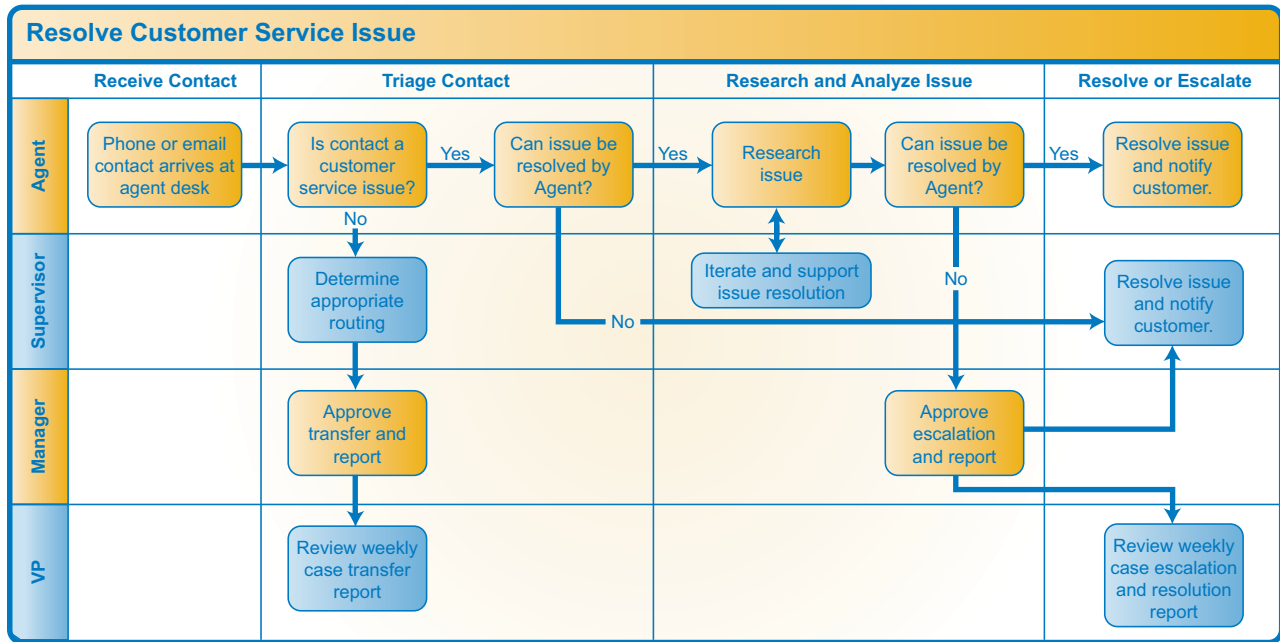 Resolve Customer Service Issue
Receive Contact
Triage Contact
Research and Analyze Issue
Resolve or Escalate
Agent
Phone or email
contact arrives at
agent desk
Is contact a
customer
service issue?
Yes
Can issue be
resolved by
Agent?
Yes
Research
issue
Can issue be
resolved by
Agent?
Yes
Resolve issue
and notify
customer.
No
Supervisor
Determine
appropriate
routing
Iterate and support
issue resolution
No
No
Resolve issue
and notify
customer.
Manager
Approve
transfer and
report
Approve
escalation
and report
VP
Review weekly
case transfer
report
Review weekly
case escalation
and resolution
report